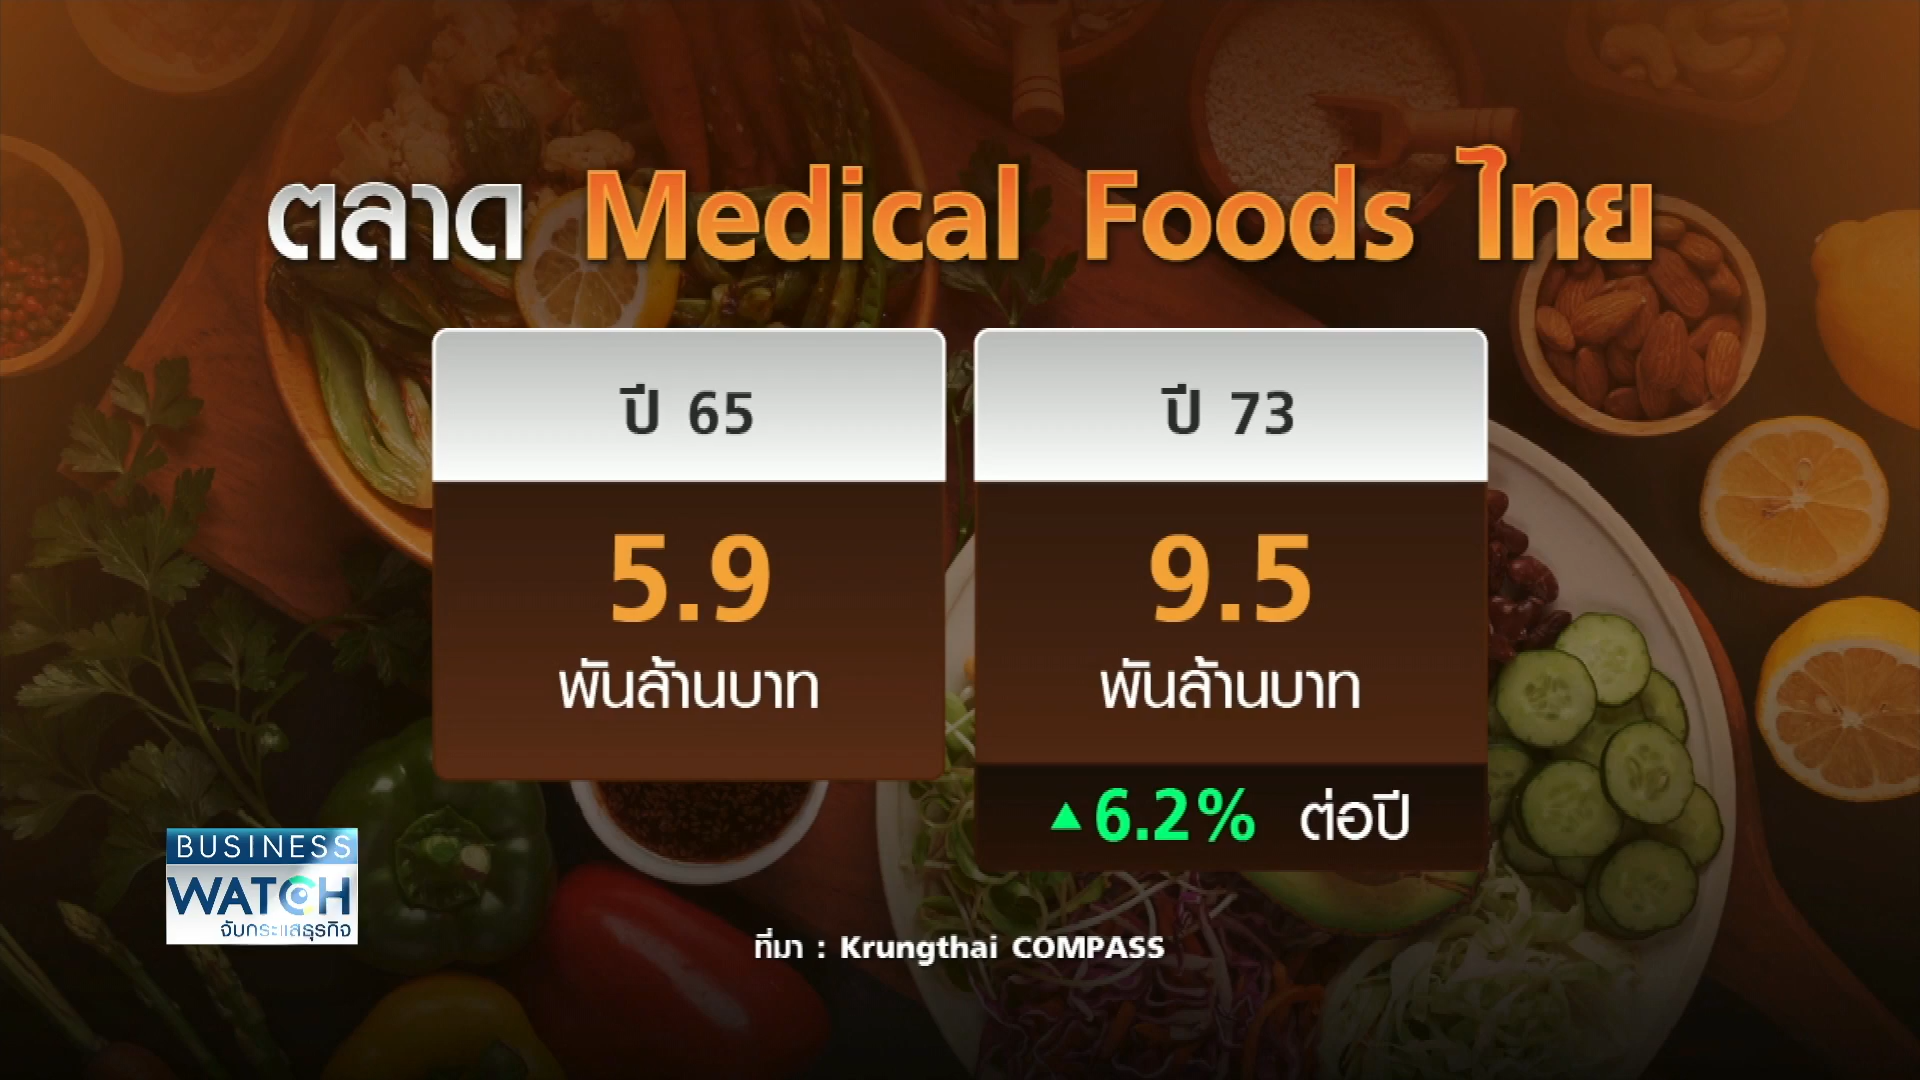 ตลาด Medical Foods ไทย
ปี 65
5.9
พันล้านบาท
ปี 73
9.5
พันล้านบาท
▲6.2% ต่อปี
BUSINESS
WATCH
จับกระแสธุรกิจ
ที่มา : Krungthai COMPASS